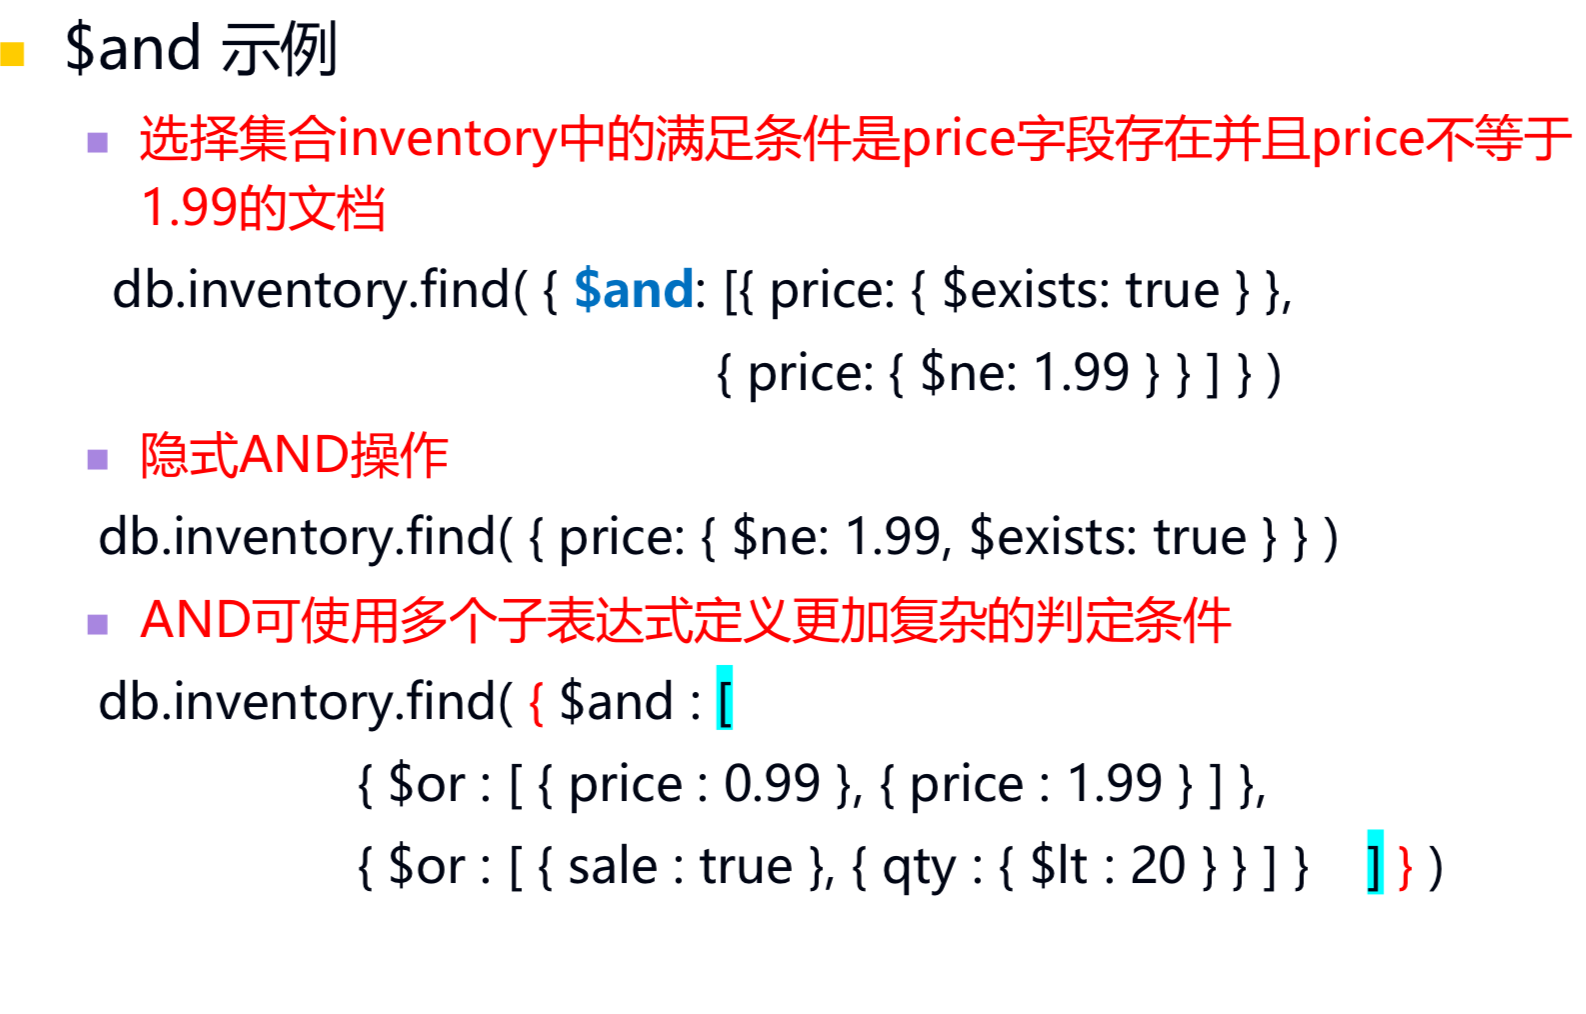 $and 示例
选择集合inventory中的满足条件是price字段存在并且price不等于
1.99的文档
db.inventory.find( { $and: [{ price: { $exists: true } },
{ price: { $ne: 1.99 } } ] } )
隐式AND操作
db.inventory.find( { price: { $ne: 1.99, $exists: true } } )
AND可使用多个子表达式定义更加复杂的判定条件
db.inventory.find( { $and : [
{ $or : [ { price : 0.99 }, { price : 1.99 } ] },
{ $or : [ { sale : true }, { qty : { $lt : 20 } } ] } ] } )